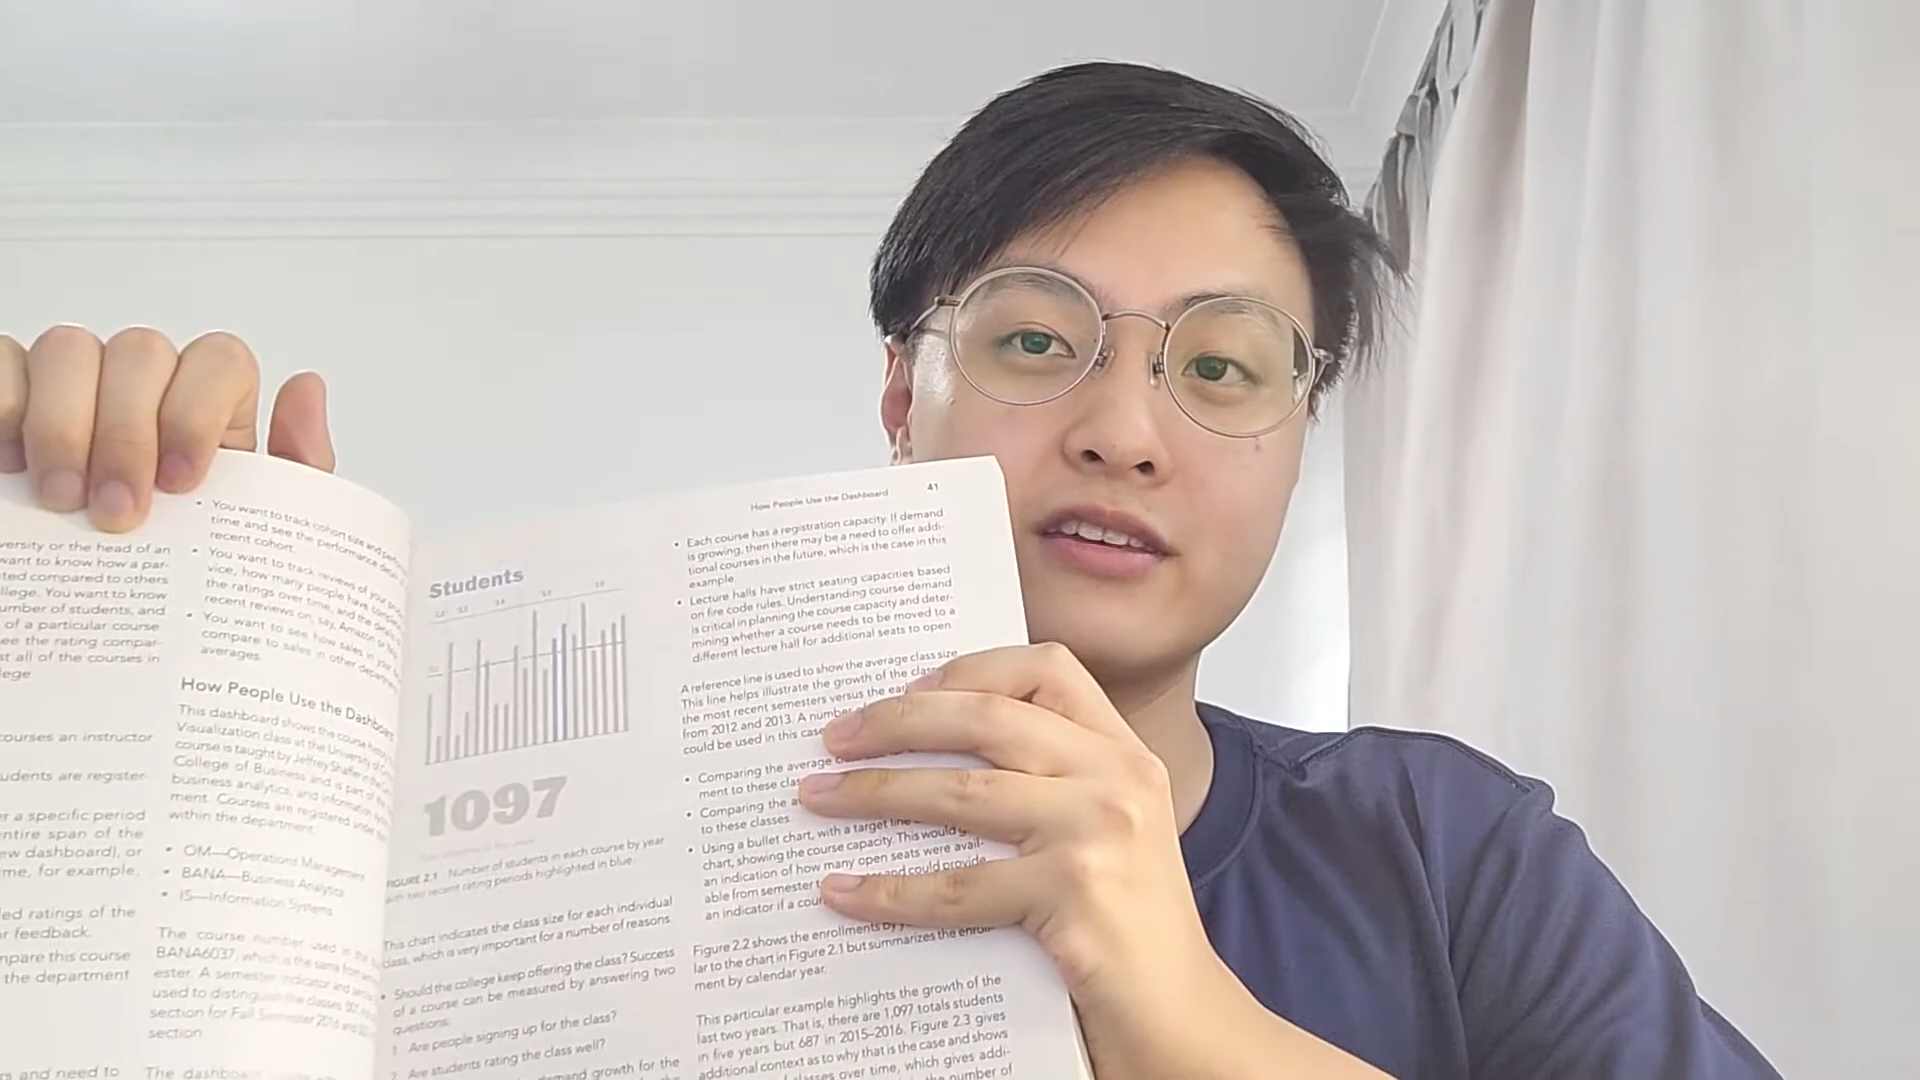 versity or the head of an
want to know how a par-
ted compared to others
llege. You want to know
umber of students, and
of a particular course
ee the rating compar-
st all of the courses in
lege
courses an instructor
udents are register-
er a specific period
entire span of the
ew dashboard), or
me, for example,
ed ratings of the
r feedback.
mpare this course
the department
rs and need to
• You want to track cohort size and
time and see the performance
recent cohort.
• You want to track reviews of your
vice, how many people have
the ratings over time, and the
recent reviews on, say, Amazon or
• You want to see how sales in your
compare to sales in other
averages.
How People Use the Dashboard
This dashboard shows the course
Visualization class at the University of
course is taught by Jeffrey Shaffer in the
College of Business and is part of the
business analytics, and information
ment. Courses are registered under
within the department.
• OM—Operations Management
• BANA—Business Analytics
• IS—Information Systems
The course number used in the
BANA6037, which is the same from
ester. A semester indicator and
used to distinguish the classes
section for Fall Semester 2016 and
section.
The dashboard
How People Use the Dashboard 41
Students
1097
FIGURE 2.1 Number of students in each course by year
with two recent rating periods highlighted in blue.
This chart indicates the class size for each individual
class, which is very important for a number of reasons.
• Should the college keep offering the class? Success
of a course can be measured by answering two
questions:
1. Are people signing up for the class?
2. Are students rating the class well?
demand growth for the
• Each course has a registration capacity. If demand
is growing, then there may be a need to offer addi-
tional courses in the future, which is the case in this
example.
• Lecture halls have strict seating capacities based
on fire code rules. Understanding course demand
is critical in planning the course capacity and deter-
mining whether a course needs to be moved to a
different lecture hall for additional seats to open.
A reference line is used to show the average class size.
This line helps illustrate the growth of the class
the most recent semesters versus the
from 2012 and 2013. A number
could be used in this case
• Comparing the average
ment to these
• Comparing the
to these classes.
• Using a bullet chart, with a target line
chart, showing the course capacity. This would
an indication of how many open seats were avail-
able from semester and could provide
an indicator if a
Figure 2.2 shows the enrollments by
lar to the chart in Figure 2.1 but summarizes the enroll-
ment by calendar year.
This particular example highlights the growth of the
last two years. That is, there are 1,097 totals students
in five years but 687 in 2015–2016. Figure 2.3 gives
additional context as to why that is the case and shows
over time, which gives addi-
number of